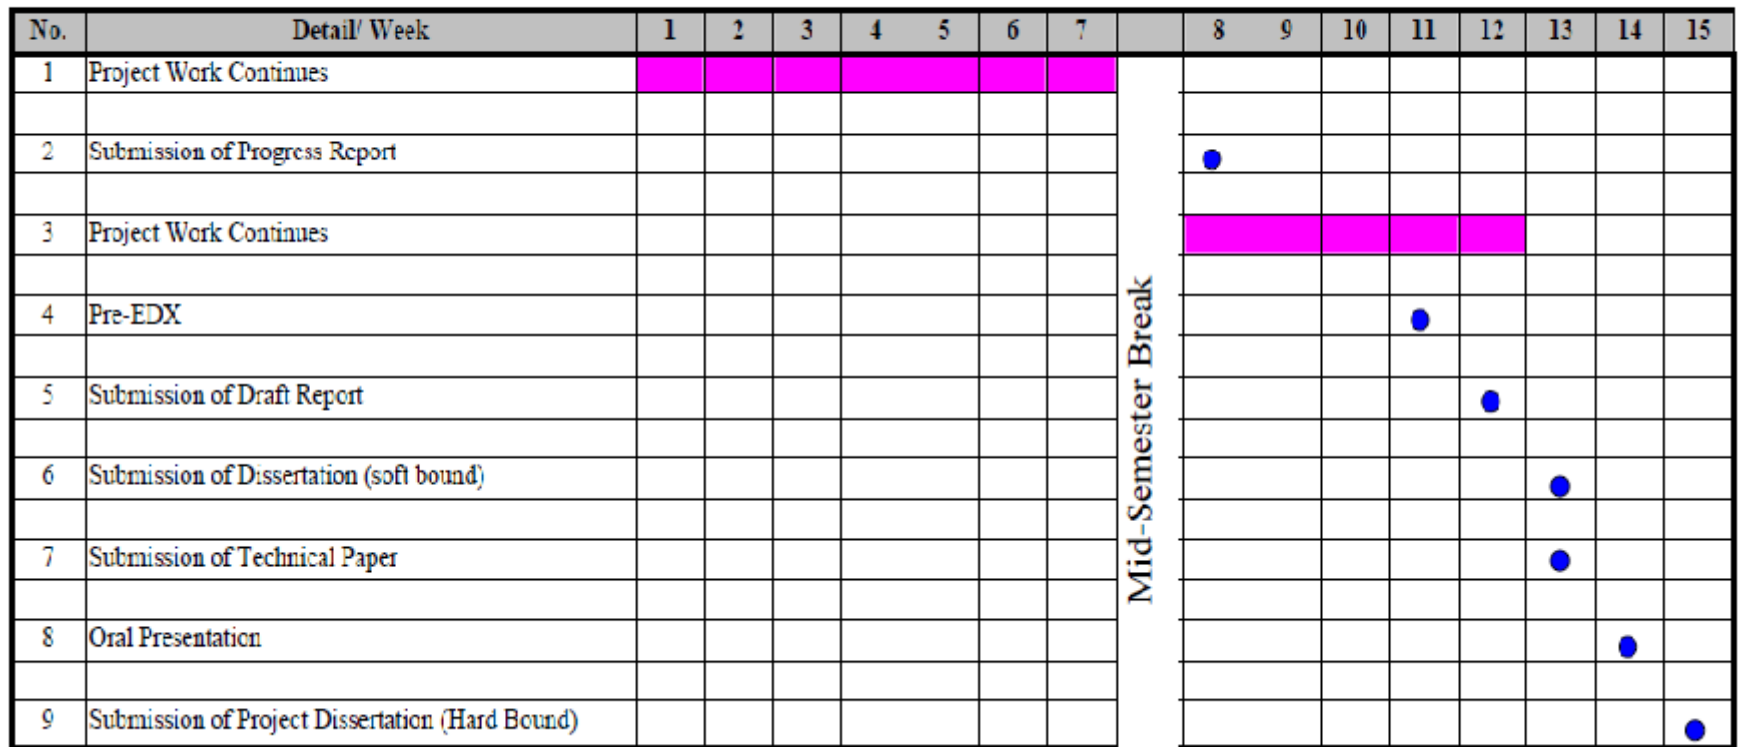 No. Detail/ Week 1 2 3 4 5 6 7 8 9 10 11 12 13 14 15
1 Project Work Continues
2 Submission of Progress Report
3 Project Work Continues
4 Pre-EDX
5 Submission of Draft Report
6 Submission of Dissertation (soft bound)
7 Submission of Technical Paper
8 Oral Presentation
9 Submission of Project Dissertation (Hard Bound)
Mid-Semester Break